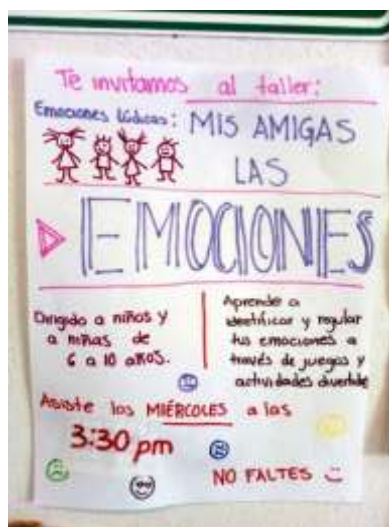 Te invitamos al taller:
Emociones lúdicas: MIS AMIGAS
LAS
EMOCIONES
Dirigido a niños y
a niñas de
6 a 10 años.
Aprende a
identificar y regular
tus emociones a
través de juegos y
actividades divertide
Asiste los MIÉRCOLES a las
3:30 pm
NO FALTES